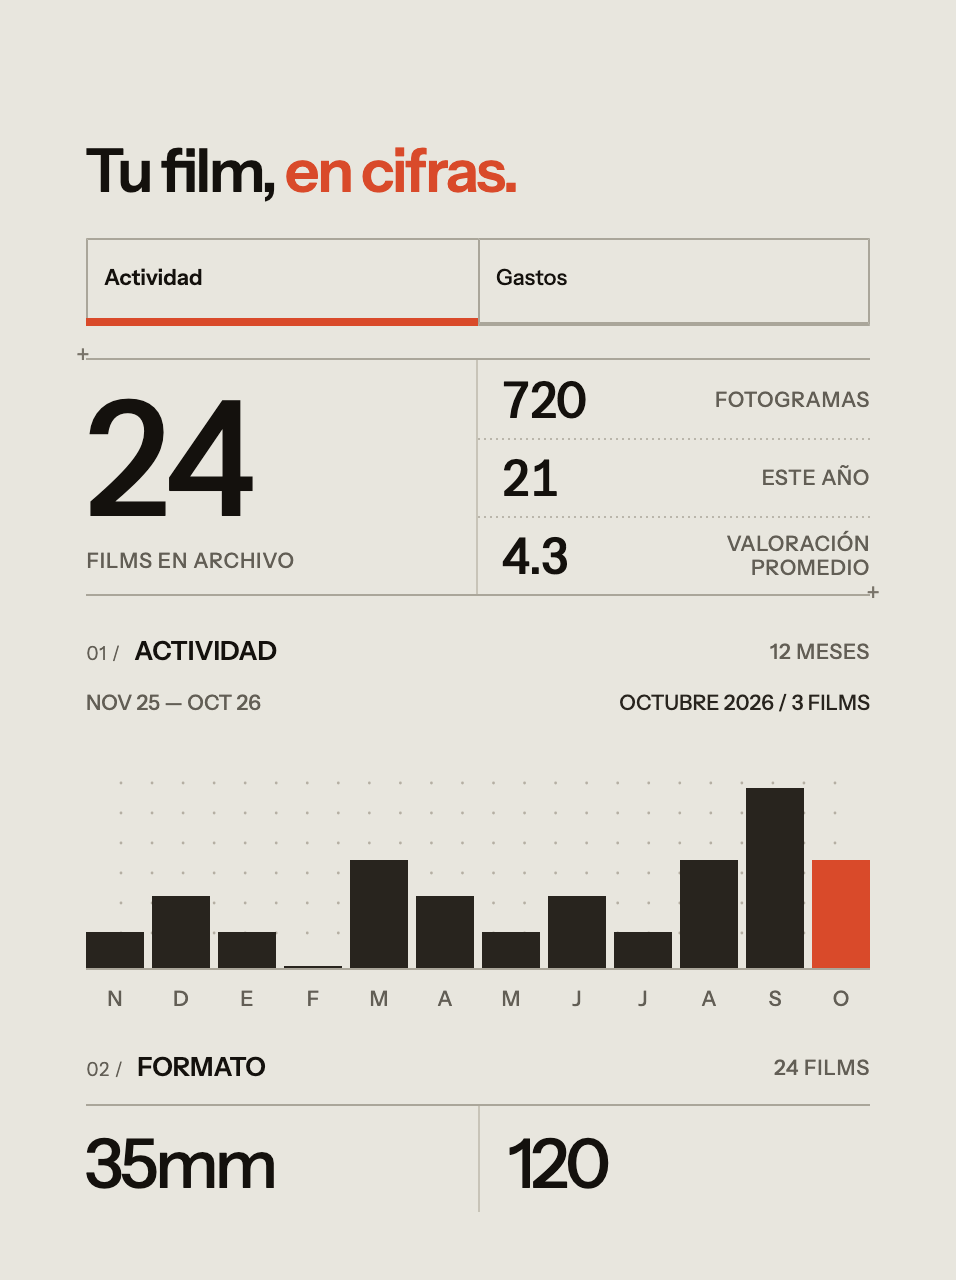 Tu film, en cifras.
Actividad
Gastos
24
FILMS EN ARCHIVO
720 FOTOGRAMAS
21 ESTE AÑO
4.3 VALORACIÓN
PROMEDIO
01 / ACTIVIDAD
12 MESES
NOV 25 — OCT 26
OCTUBRE 2026 / 3 FILMS
N D E F M A M J J A S O
02 / FORMATO
24 FILMS
35mm
120